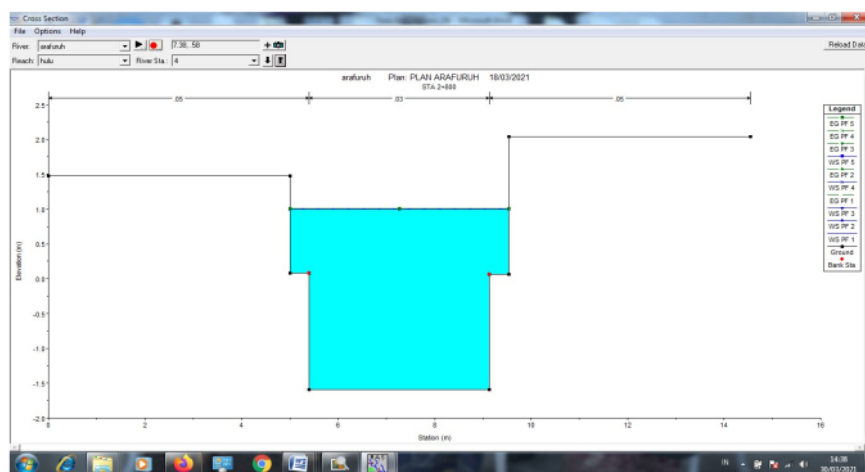 Cross Section
File Options Help
River: arafuruh 7.38, .58 Reload Data
Reach: hulu River Sta.: 4
arafuruh Plan: PLAN ARAFURUH 18/03/2021
STA 2+800
.05 .03 .05
Legend
EG PF 5
EG PF 4
EG PF 3
WS PF 5
EG PF 2
WS PF 4
EG PF 1
WS PF 3
WS PF 2
WS PF 1
Ground
Bank Sta
2.5
2.0
1.5
1.0
0.5
0.0
-0.5
-1.0
-1.5
-2.0
Elevation (m)
0 2 4 6 8 10 12 14 16
Station (m)
IN
14:38